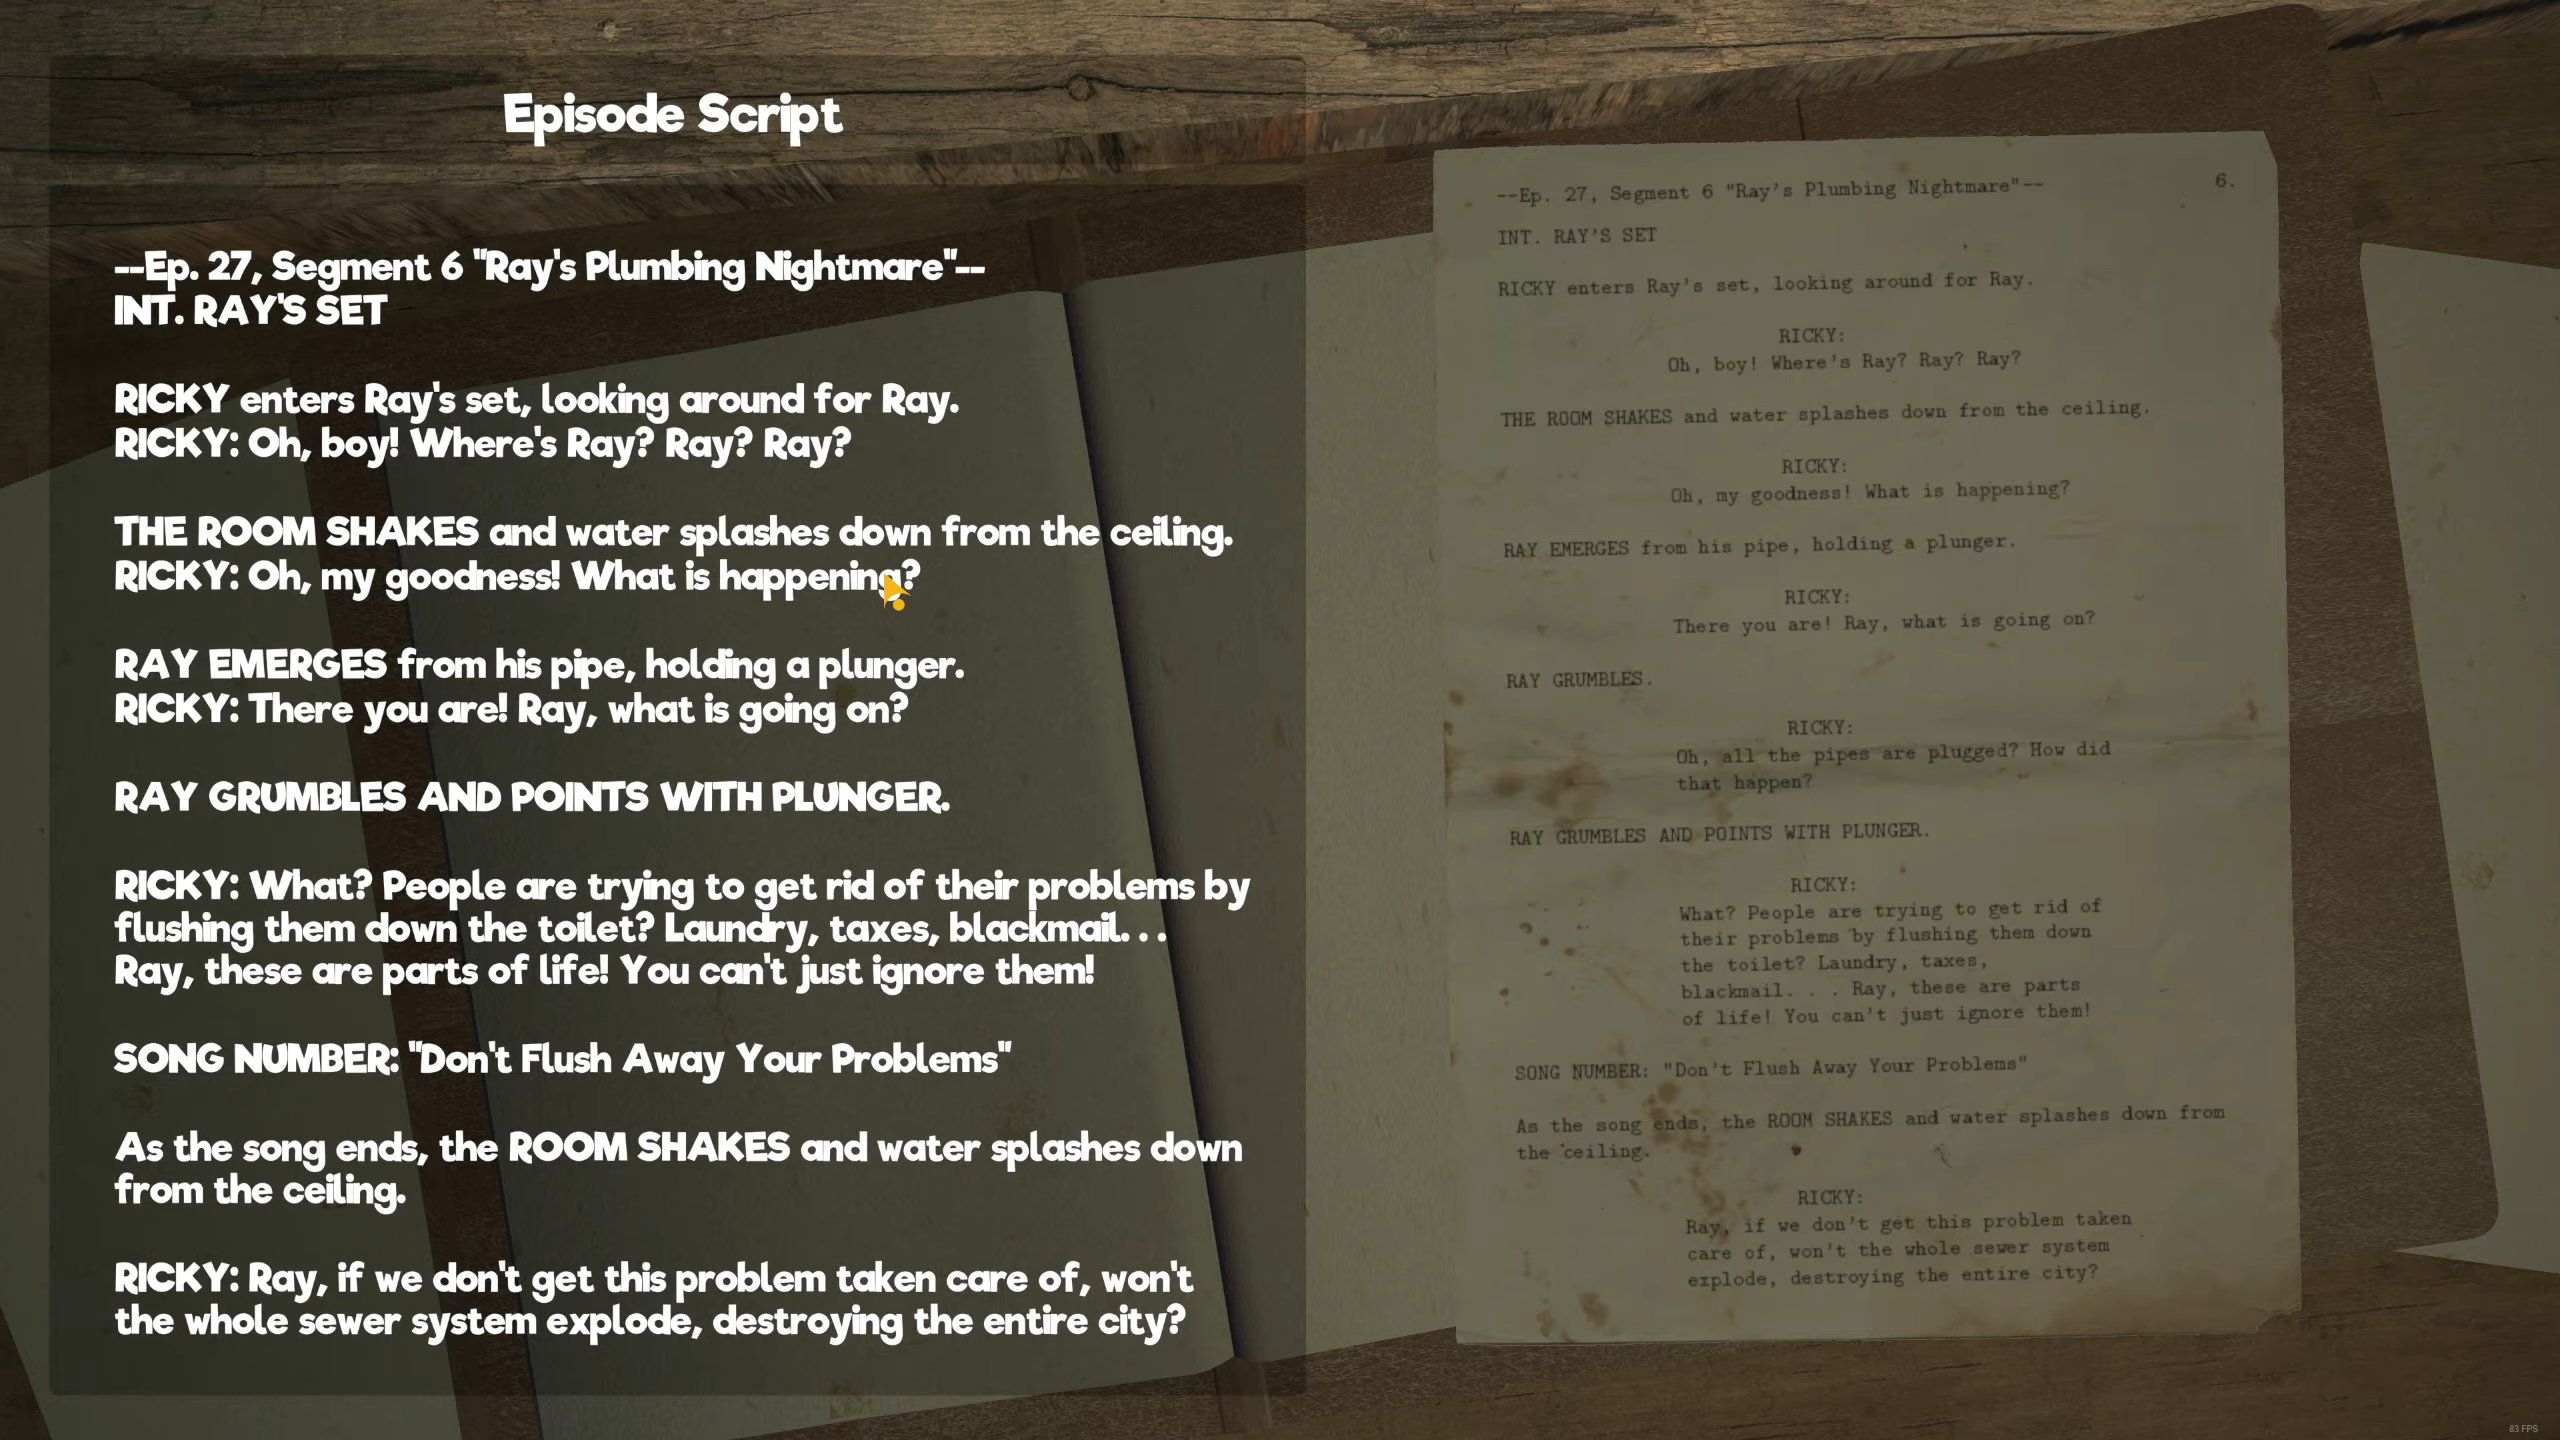 Episode Script
--Ep. 27, Segment 6 "Ray's Plumbing Nightmare"--
INT. RAY'S SET
RICKY enters Ray's set, looking around for Ray.
RICKY: Oh, boy! Where's Ray? Ray? Ray?
THE ROOM SHAKES and water splashes down from the ceiling.
RICKY: Oh, my goodness! What is happening?
RAY EMERGES from his pipe, holding a plunger.
RICKY: There you are! Ray, what is going on?
RAY GRUMBLES AND POINTS WITH PLUNGER.
RICKY: What? People are trying to get rid of their problems by
flushing them down the toilet? Laundry, taxes, blackmail. . .
Ray, these are parts of life! You can't just ignore them!
SONG NUMBER: "Don't Flush Away Your Problems"
As the song ends, the ROOM SHAKES and water splashes down
from the ceiling.
RICKY: Ray, if we don't get this problem taken care of, won't
the whole sewer system explode, destroying the entire city?
--Ep. 27, Segment 6 "Ray's Plumbing Nightmare"-- 6.
INT. RAY'S SET
RICKY enters Ray's set, looking around for Ray.
RICKY:
Oh, boy! Where's Ray? Ray? Ray?
THE ROOM SHAKES and water splashes down from the ceiling.
RICKY:
Oh, my goodness! What is happening?
RAY EMERGES from his pipe, holding a plunger.
RICKY:
There you are! Ray, what is going on?
RAY GRUMBLES.
RICKY:
Oh, all the pipes are plugged? How did
that happen?
RAY GRUMBLES AND POINTS WITH PLUNGER.
RICKY:
What? People are trying to get rid of
their problems by flushing them down
the toilet? Laundry, taxes,
blackmail. . . Ray, these are parts
of life! You can't just ignore them!
SONG NUMBER: "Don't Flush Away Your Problems"
As the song ends, the ROOM SHAKES and water splashes down from
the ceiling.
RICKY:
Ray, if we don't get this problem taken
care of, won't the whole sewer system
explode, destroying the entire city?
83 FPS